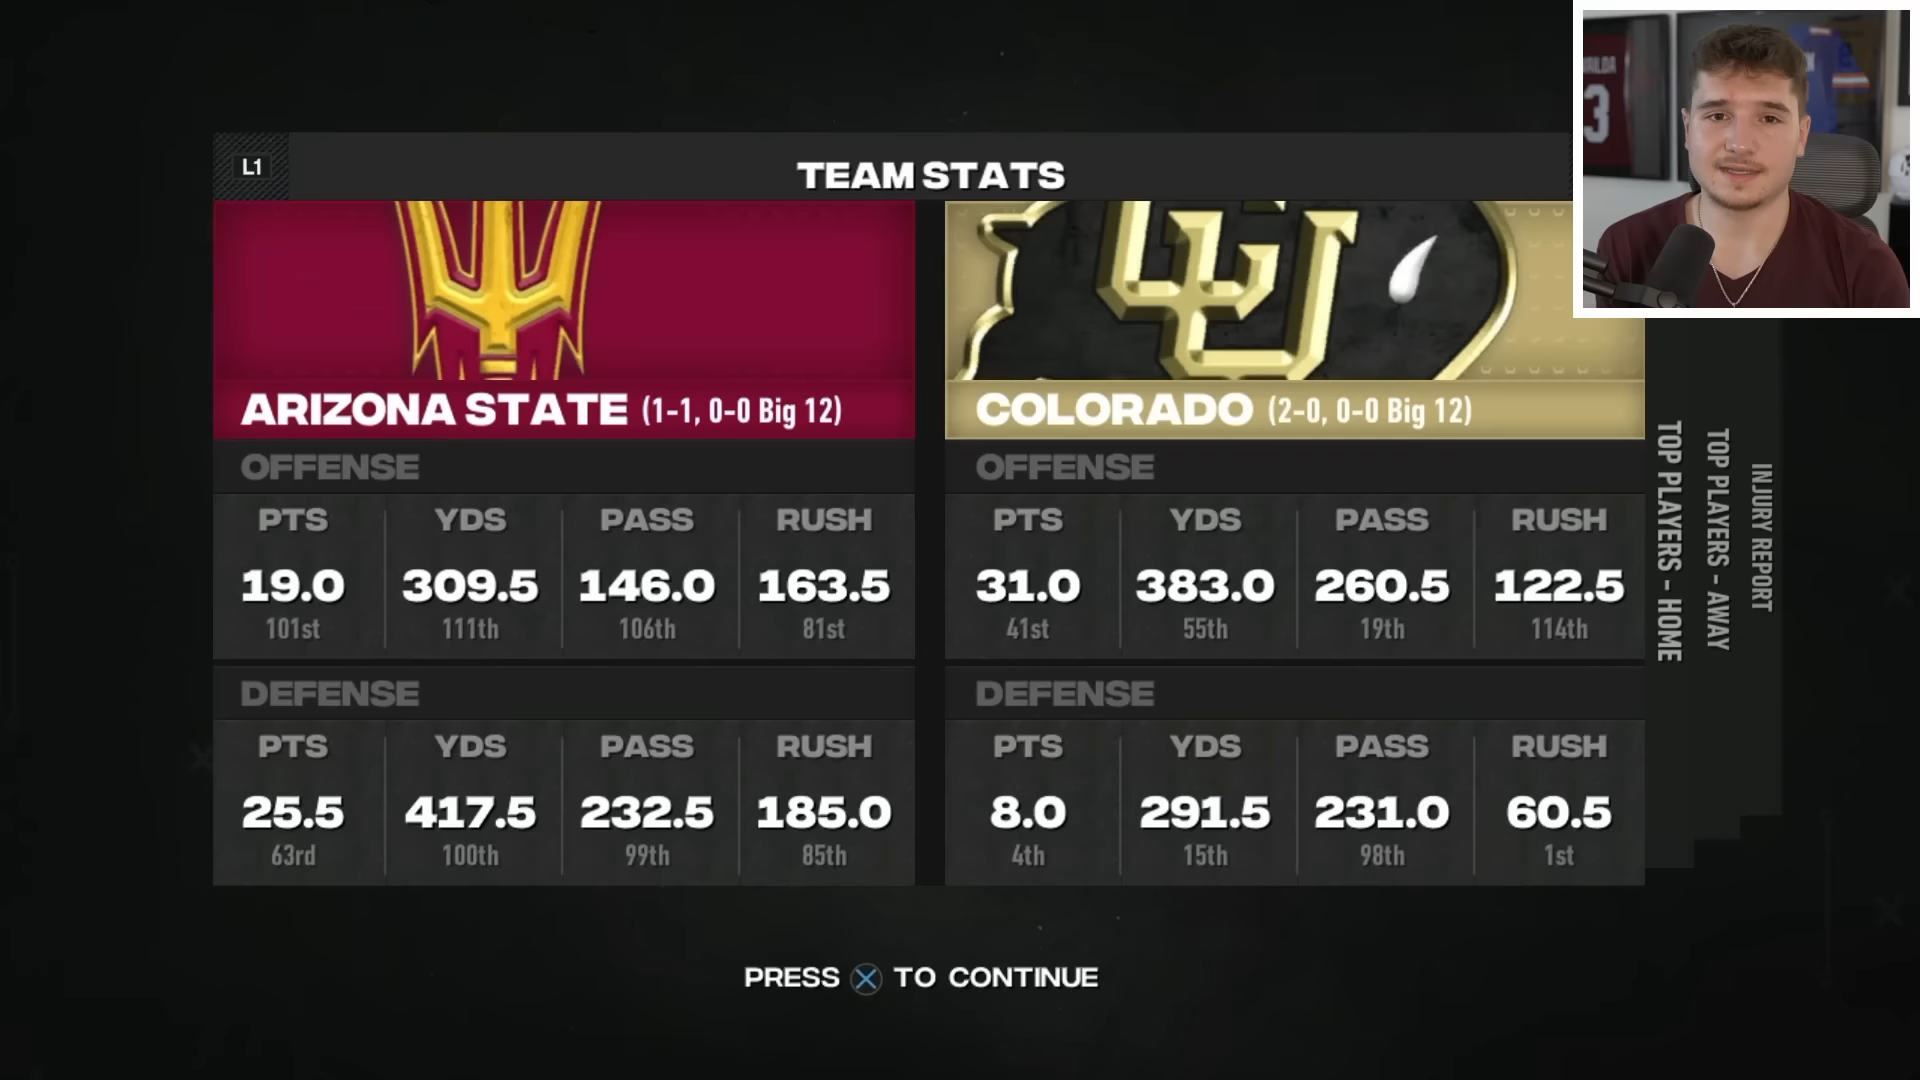 L1
TEAM STATS
ARIZONA STATE (1-1, 0-0 Big 12)
OFFENSE
PTS YDS PASS RUSH
19.0 309.5 146.0 163.5
101st 111th 106th 81st
DEFENSE
PTS YDS PASS RUSH
25.5 417.5 232.5 185.0
63rd 100th 99th 85th
CU
COLORADO (2-0, 0-0 Big 12)
OFFENSE
PTS YDS PASS RUSH
31.0 383.0 260.5 122.5
41st 55th 19th 114th
DEFENSE
PTS YDS PASS RUSH
8.0 291.5 231.0 60.5
4th 15th 98th 1st
TOP PLAYERS - HOME
TOP PLAYERS - AWAY
INJURY REPORT
3
PRESS X TO CONTINUE